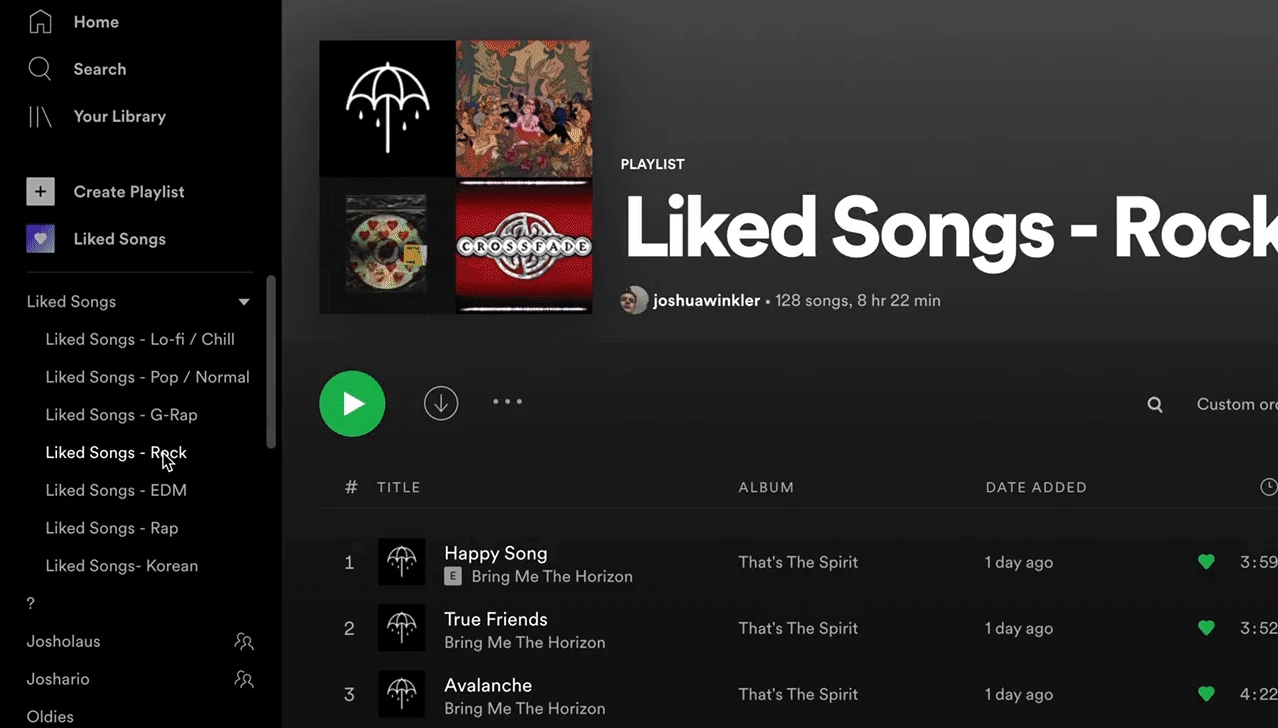 Home
Search
Your Library
Create Playlist
Liked Songs
Liked Songs
Liked Songs - Lo-fi / Chill
Liked Songs - Pop / Normal
Liked Songs - G-Rap
Liked Songs - Rock
Liked Songs - EDM
Liked Songs - Rap
Liked Songs- Korean
?
Josholaus
Joshario
Oldies
CROSSFADE
PLAYLIST
Liked Songs - Rock
joshuawinkler • 128 songs, 8 hr 22 min
Custom or
# TITLE ALBUM DATE ADDED
1 Happy Song That's The Spirit 1 day ago 3:59
E Bring Me The Horizon
2 True Friends That's The Spirit 1 day ago 3:52
Bring Me The Horizon
3 Avalanche That's The Spirit 1 day ago 4:22
Bring Me The Horizon